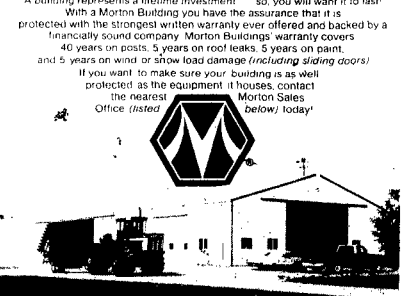 A building represents a lifetime investment so, you will want it to last!
With a Morton Building you have the assurance that it is
protected with the strongest written warranty ever offered and backed by a
financially sound company Morton Buildings' warranty covers
40 years on posts, 5 years on roof leaks, 5 years on paint,
and 5 years on wind or snow load damage (including sliding doors)
If you want to make sure your building is as well
protected as the equipment it houses, contact
the nearest Morton Sales
Office (listed below) today!
®